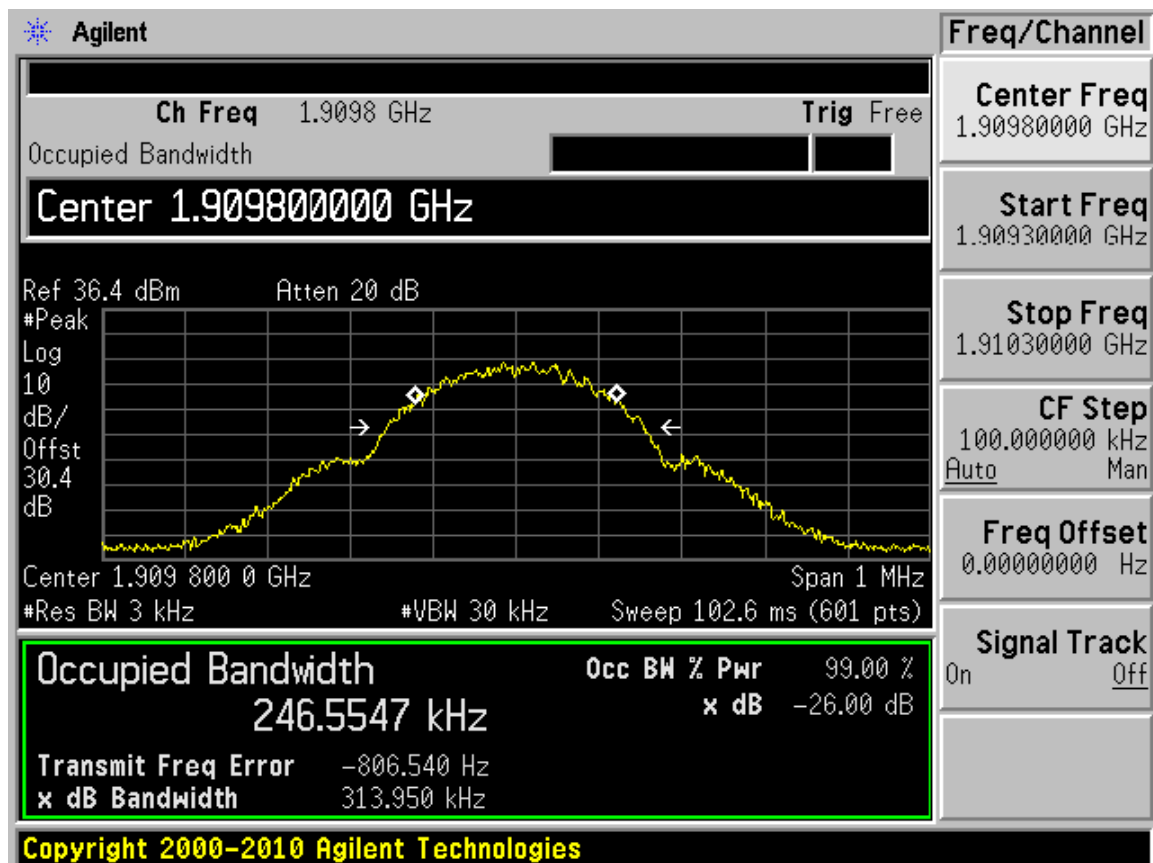 Agilent
Freq/Channel
Ch Freq 1.9098 GHz Trig Free
Occupied Bandwidth
Center 1.909800000 GHz
Ref 36.4 dBm Atten 20 dB
#Peak
Log
10
dB/
Offst
30.4
dB
Center 1.909 800 0 GHz Span 1 MHz
#Res BW 3 kHz #VBW 30 kHz Sweep 102.6 ms (601 pts)
Occupied Bandwidth Occ BW % Pwr 99.00 %
246.5547 kHz x dB -26.00 dB
Transmit Freq Error -806.540 Hz
x dB Bandwidth 313.950 kHz
Copyright 2000-2010 Agilent Technologies
Center Freq
1.90980000 GHz
Start Freq
1.90930000 GHz
Stop Freq
1.91030000 GHz
CF Step
100.000000 kHz
Auto Man
Freq Offset
0.00000000 Hz
Signal Track
On Off